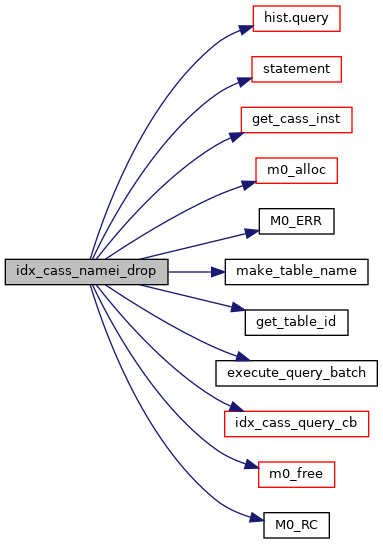 hist.query
statement
get_cass_inst
m0_alloc
M0_ERR
idx_cass_namei_drop
make_table_name
get_table_id
execute_query_batch
idx_cass_query_cb
m0_free
M0_RC